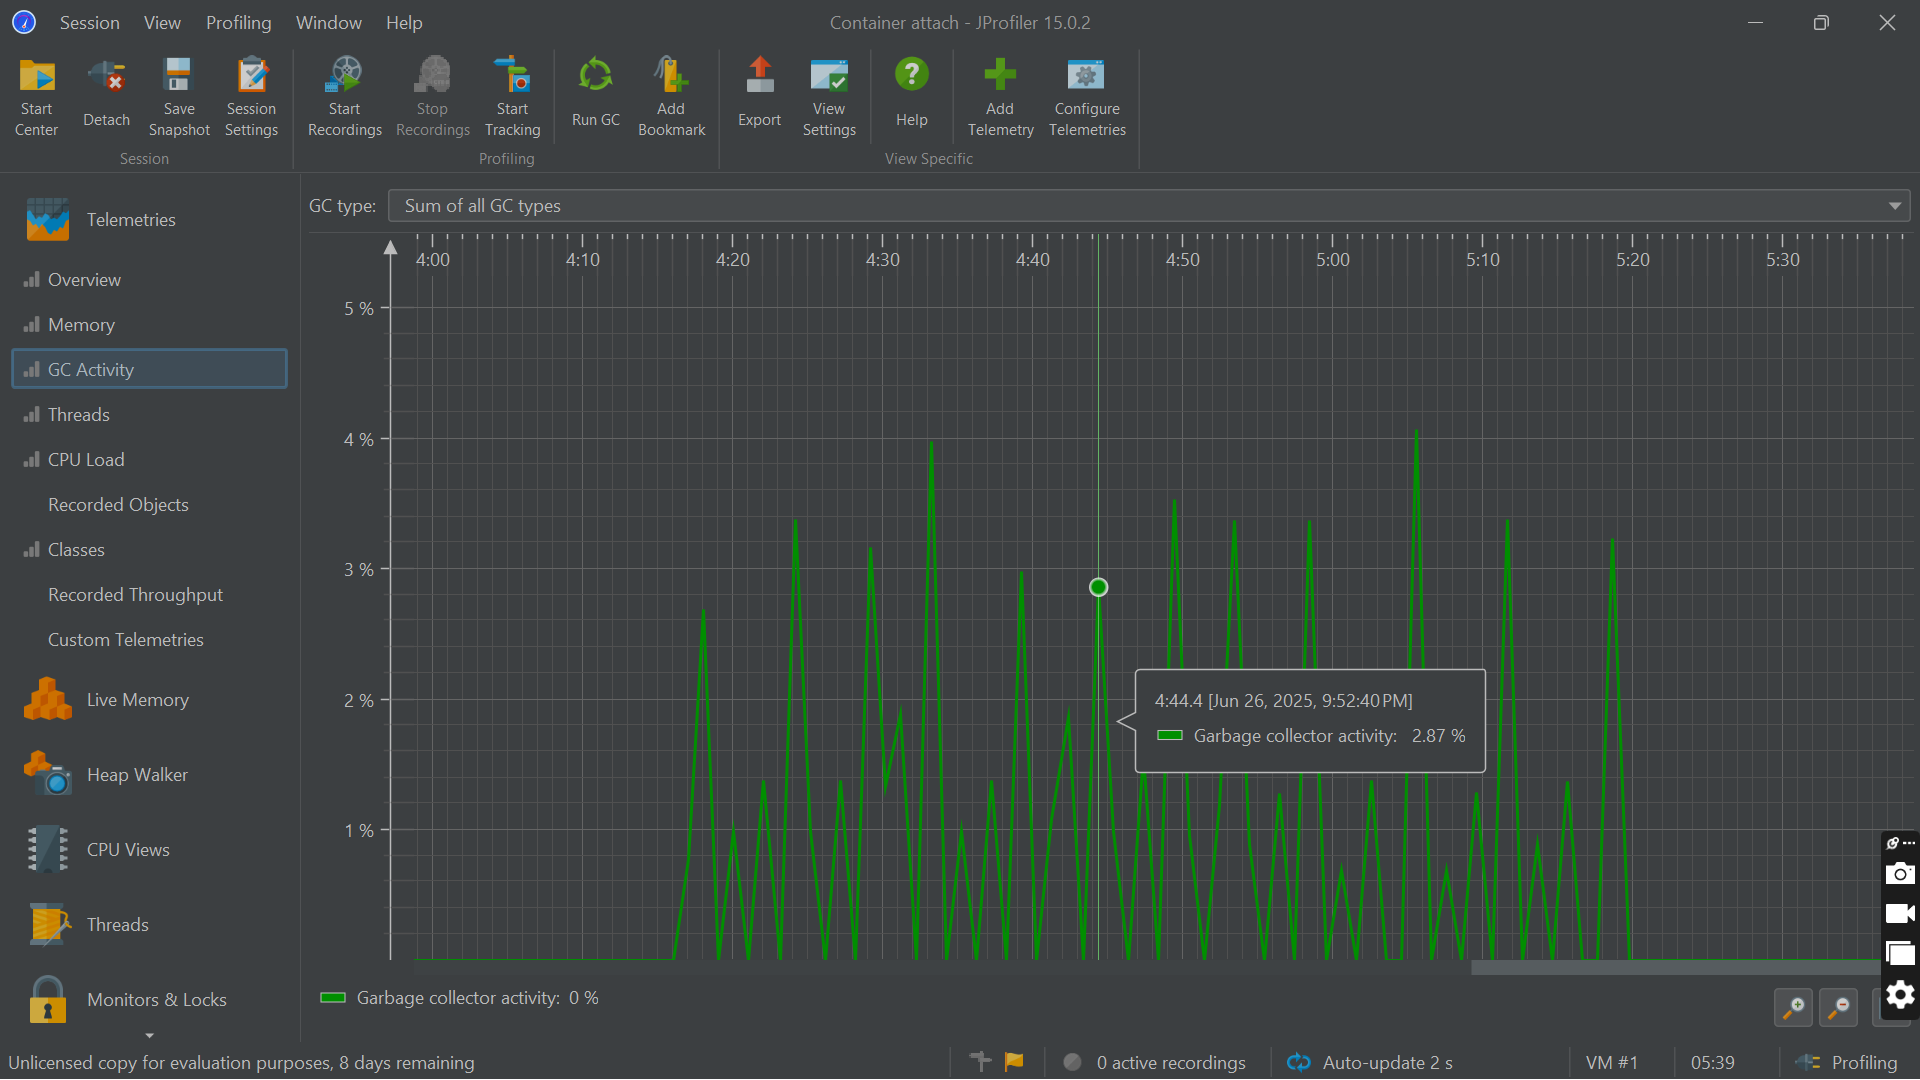 Session View Profiling Window Help
Container attach - JProfiler 15.0.2
Start Center
Detach
Save Snapshot
Session Settings
Start Recordings
Stop Recordings
Start Tracking
Run GC
Add Bookmark
Export
View Settings
Help
Add Telemetry
Configure Telemetries
Session
Profiling
View Specific
Telemetries
Overview
Memory
GC Activity
Threads
CPU Load
Recorded Objects
Classes
Recorded Throughput
Custom Telemetries
Live Memory
Heap Walker
CPU Views
Threads
Monitors & Locks
GC type: Sum of all GC types
4:00 4:10 4:20 4:30 4:40 4:50 5:00 5:10 5:20 5:30
5 %
4 %
3 %
2 %
1 %
4:44.4 [Jun 26, 2025, 9:52:40 PM]
Garbage collector activity: 2.87 %
Garbage collector activity: 0 %
Unlicensed copy for evaluation purposes, 8 days remaining
0 active recordings
Auto-update 2 s
VM #1
05:39
Profiling